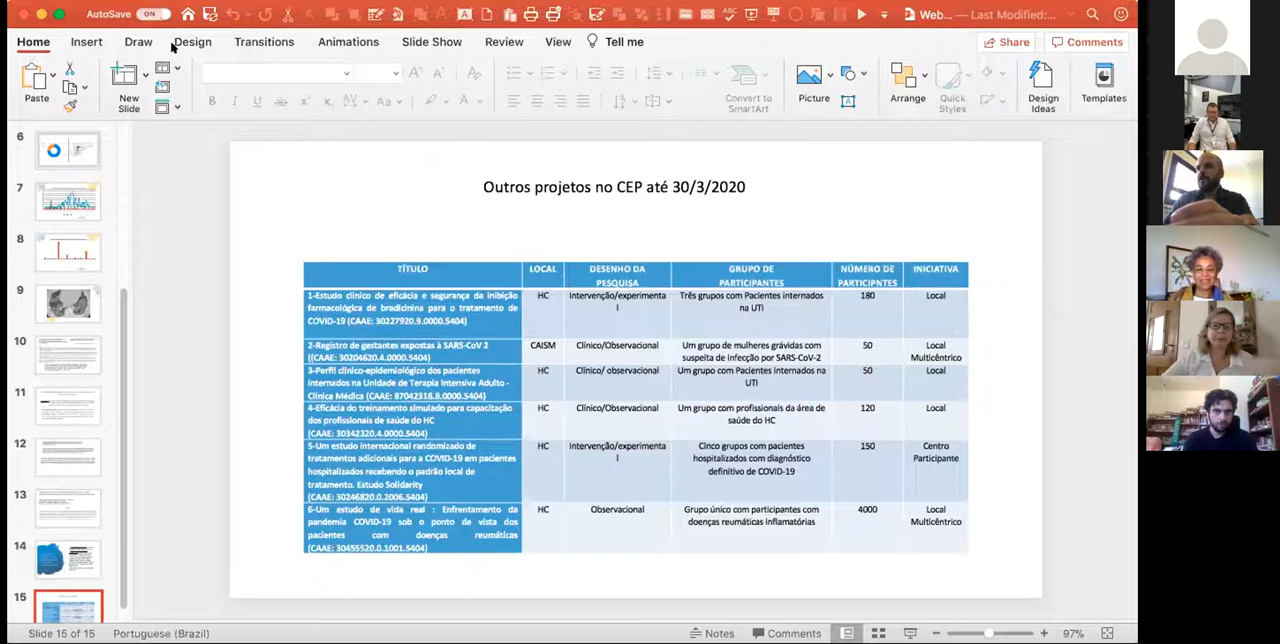 AutoSave ON Web... — Last Modified:...
Home Insert Draw Design Transitions Animations Slide Show Review View Tell me Share Comments
Paste New Slide Convert to SmartArt Picture Arrange Quick Styles Design Ideas Templates
6
7
8
9
10
11
12
13
14
15
Outros projetos no CEP até 30/3/2020
TÍTULO LOCAL DESENHO DA PESQUISA GRUPO DE PARTICIPANTES NÚMERO DE PARTICIPNTES INICIATIVA
1-Estudo clínico de eficácia e segurança da inibição
farmacológica de bradicinina para o tratamento de
COVID-19 (CAAE: 30227920.9.0000.5404)
HC
Intervenção/experimenta
l
Três grupos com Pacientes internados
na UTI
180
Local
2-Registro de gestantes expostas à SARS-CoV 2
((CAAE: 30204620.4.0000.5404)
CAISM
Clínico/Observacional
Um grupo de mulheres grávidas com
suspeita de infecção por SARS-CoV-2
50
Local
Multicêntrico
3-Perfil clínico-epidemiológico dos pacientes
internados na Unidade de Terapia Intensiva Adulto -
Clínica Médica (CAAE: 87042318.8.0000.5404)
HC
Clínico/ observacional
Um grupo com Pacientes internados na
UTI
50
Local
4-Eficácia do treinamento simulado para capacitação
dos profissionais de saúde do HC
(CAAE: 30342320.4.0000.5404)
HC
Clínico/Observacional
Um grupo com profissionais da área de
saúde do HC
120
Local
5-Um estudo internacional randomizado de
tratamentos adicionais para a COVID-19 em pacientes
hospitalizados recebendo o padrão local de
tratamento. Estudo Solidarity
(CAAE: 30246820.0.2006.5404)
HC
Intervenção/experimenta
l
Cinco grupos com pacientes
hospitalizados com diagnóstico
definitivo de COVID-19
150
Centro
Participante
6-Um estudo de vida real : Enfrentamento da
pandemia COVID-19 sob o ponto de vista dos
pacientes com doenças reumáticas
(CAAE: 30455520.0.1001.5404)
HC
Observacional
Grupo único com participantes com
doenças reumáticas inflamatórias
4000
Local
Multicêntrico
Slide 15 of 15 Portuguese (Brazil) Notes Comments 97%